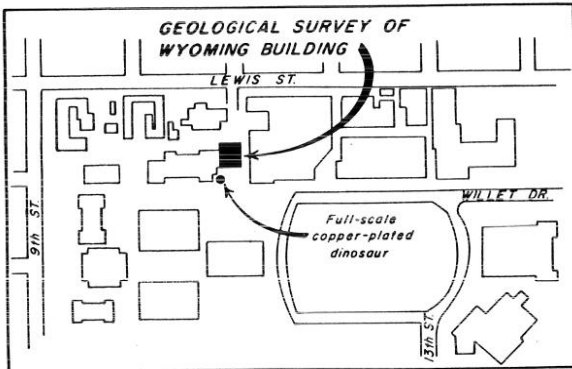 GEOLOGICAL SURVEY OF
WYOMING BUILDING
LEWIS ST.
WILLET DR.
Full-scale
copper-plated
dinosaur
9th ST.
13th ST.